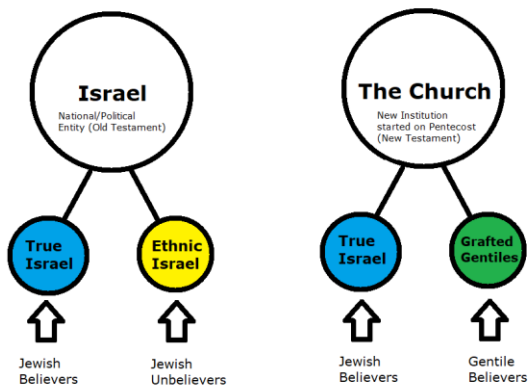 Israel
National/Political
Entity (Old Testament)
True
Israel
Ethnic
Israel
Jewish
Believers
Jewish
Unbelievers
The Church
New Institution
started on Pentecost
(New Testament)
True
Israel
Grafted
Gentiles
Jewish
Believers
Gentile
Believers